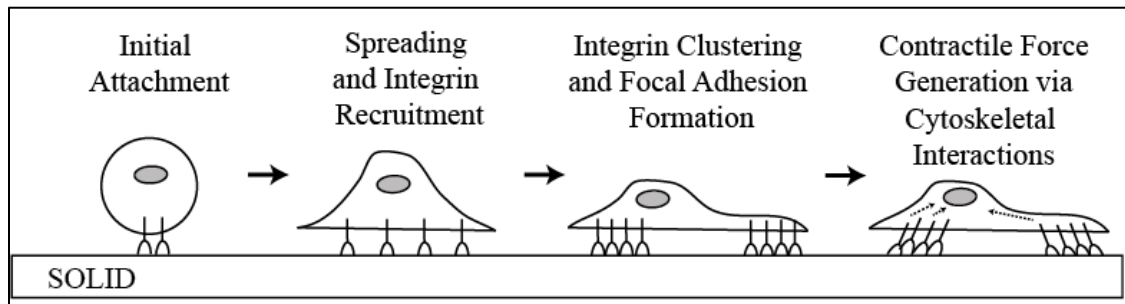 Initial
Attachment
Spreading
and Integrin
Recruitment
Integrin Clustering
and Focal Adhesion
Formation
Contractile Force
Generation via
Cytoskeletal
Interactions
SOLID